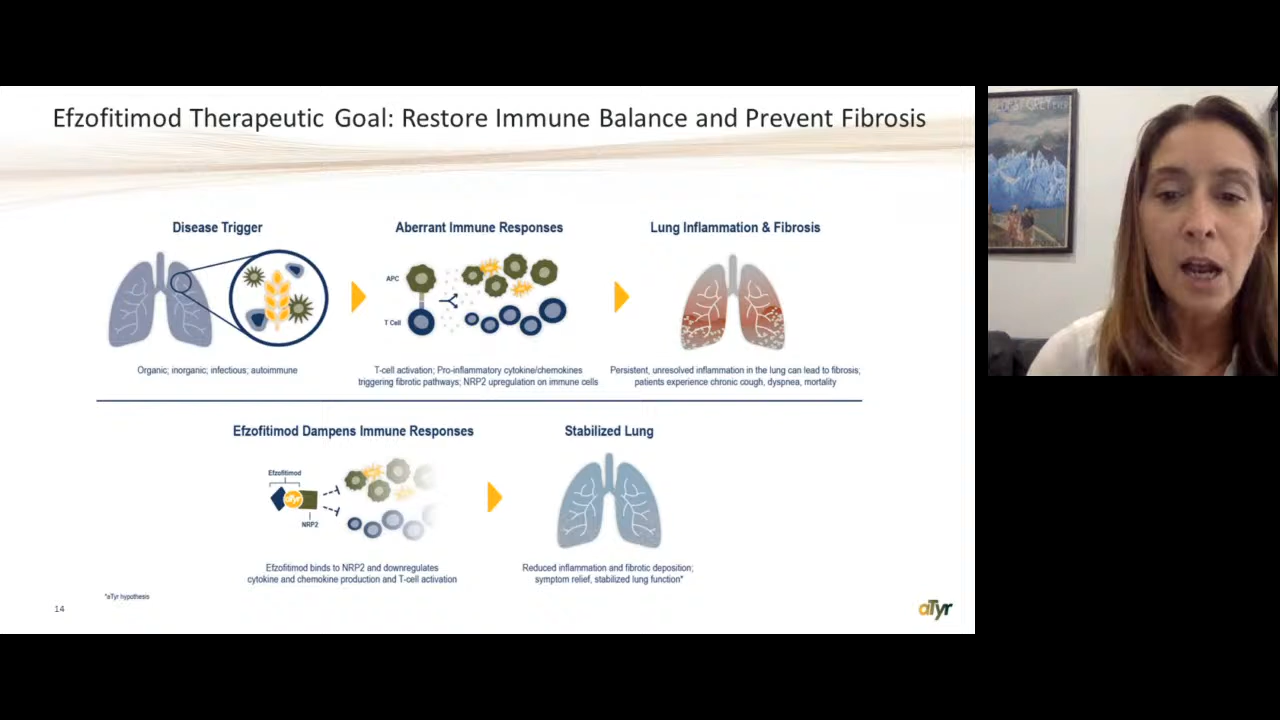 Efzofitimod Therapeutic Goal: Restore Immune Balance and Prevent Fibrosis
Disease Trigger
Organic; inorganic; infectious; autoimmune
Aberrant Immune Responses
APC
T Cell
T-cell activation; Pro-inflammatory cytokine/chemokines
triggering fibrotic pathways; NRP2 upregulation on immune cells
Lung Inflammation & Fibrosis
Persistent, unresolved inflammation in the lung can lead to fibrosis;
patients experience chronic cough, dyspnea, mortality
Efzofitimod Dampens Immune Responses
Efzofitimod
aTyr
NRP2
Efzofitimod binds to NRP2 and downregulates
cytokine and chemokine production and T-cell activation
Stabilized Lung
Reduced inflammation and fibrotic deposition;
symptom relief, stabilized lung function*
*aTyr hypothesis
14
aTyr